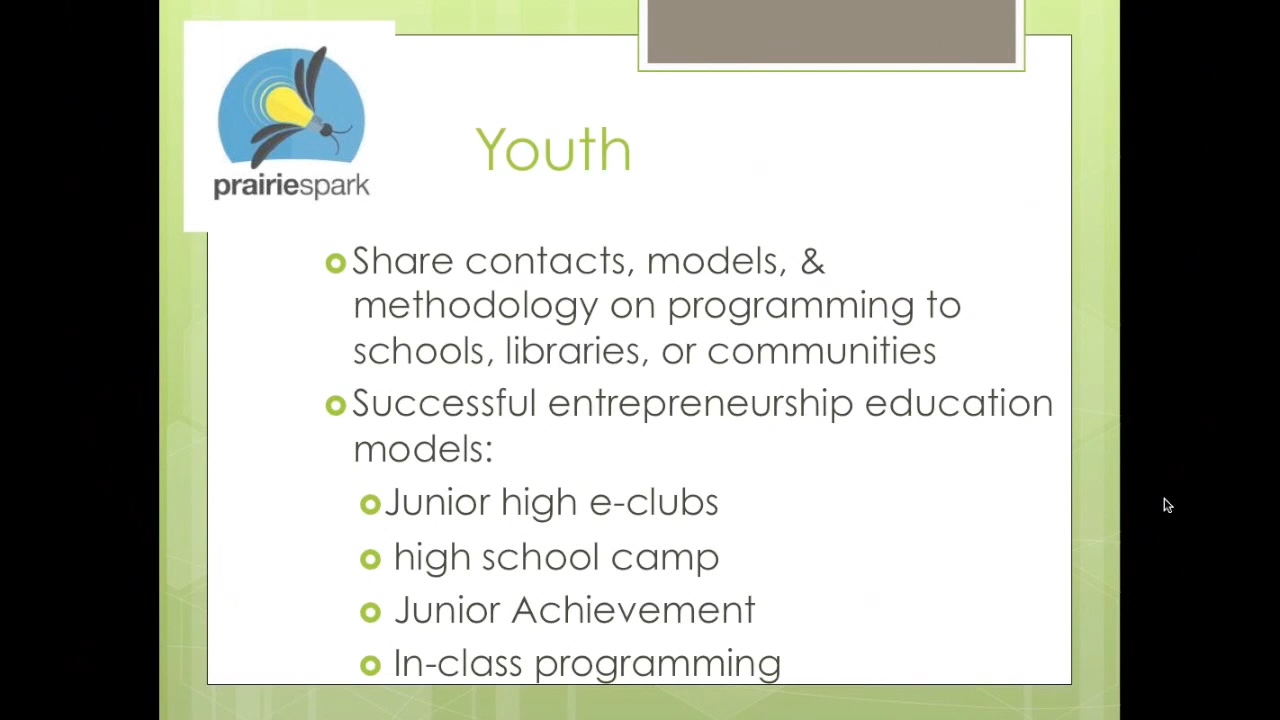 prairiespark
Youth
Share contacts, models, &
methodology on programming to
schools, libraries, or communities
Successful entrepreneurship education
models:
Junior high e-clubs
high school camp
Junior Achievement
In-class programming